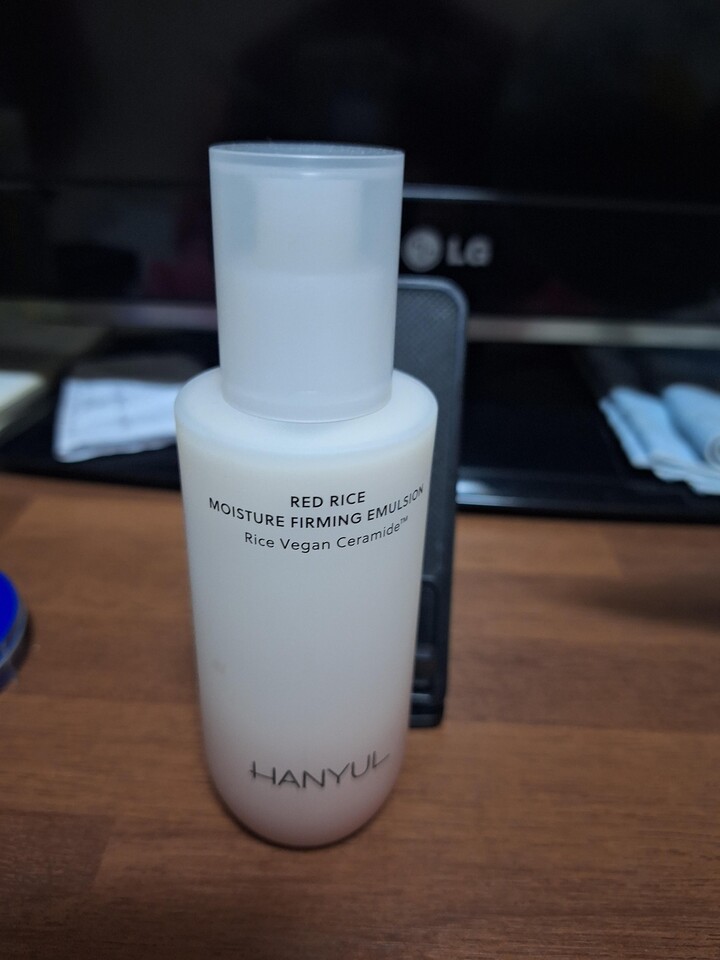 LG
RED RICE
MOISTURE FIRMING EMULSION
Rice Vegan Ceramide™
HANYUL